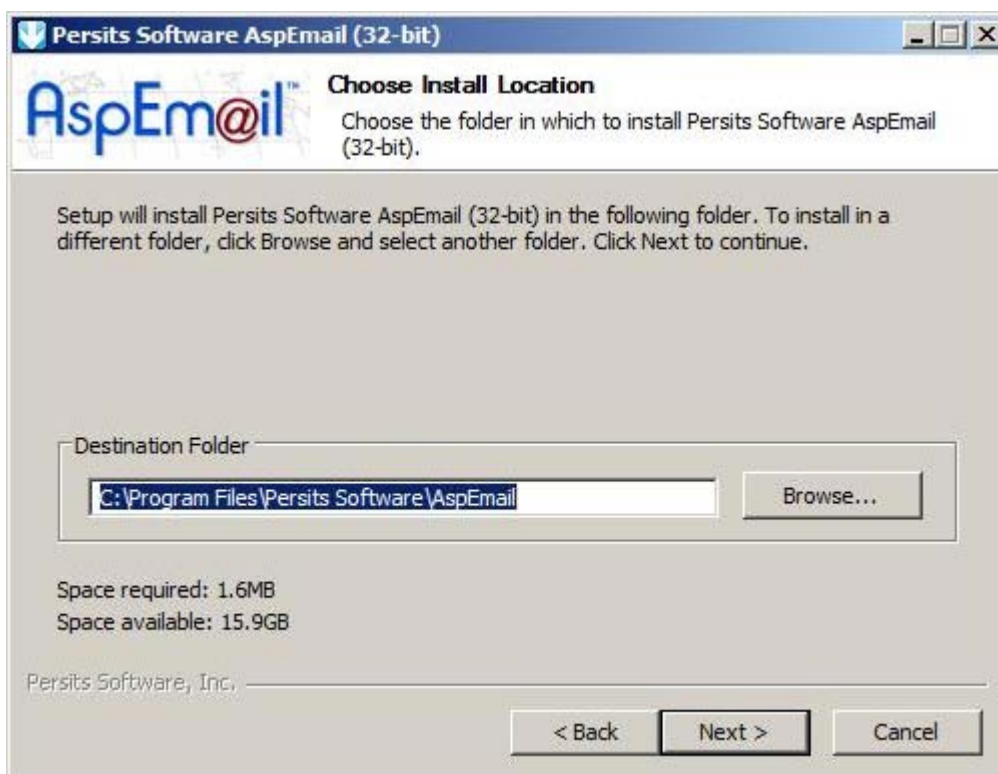 Persits Software AspEmail (32-bit)
AspEm@il™
Choose Install Location
Choose the folder in which to install Persits Software AspEmail
(32-bit).
Setup will install Persits Software AspEmail (32-bit) in the following folder. To install in a
different folder, click Browse and select another folder. Click Next to continue.
Destination Folder
C:\Program Files\Persits Software\AspEmail
Browse...
Space required: 1.6MB
Space available: 15.9GB
Persits Software, Inc.
< Back
Next >
Cancel